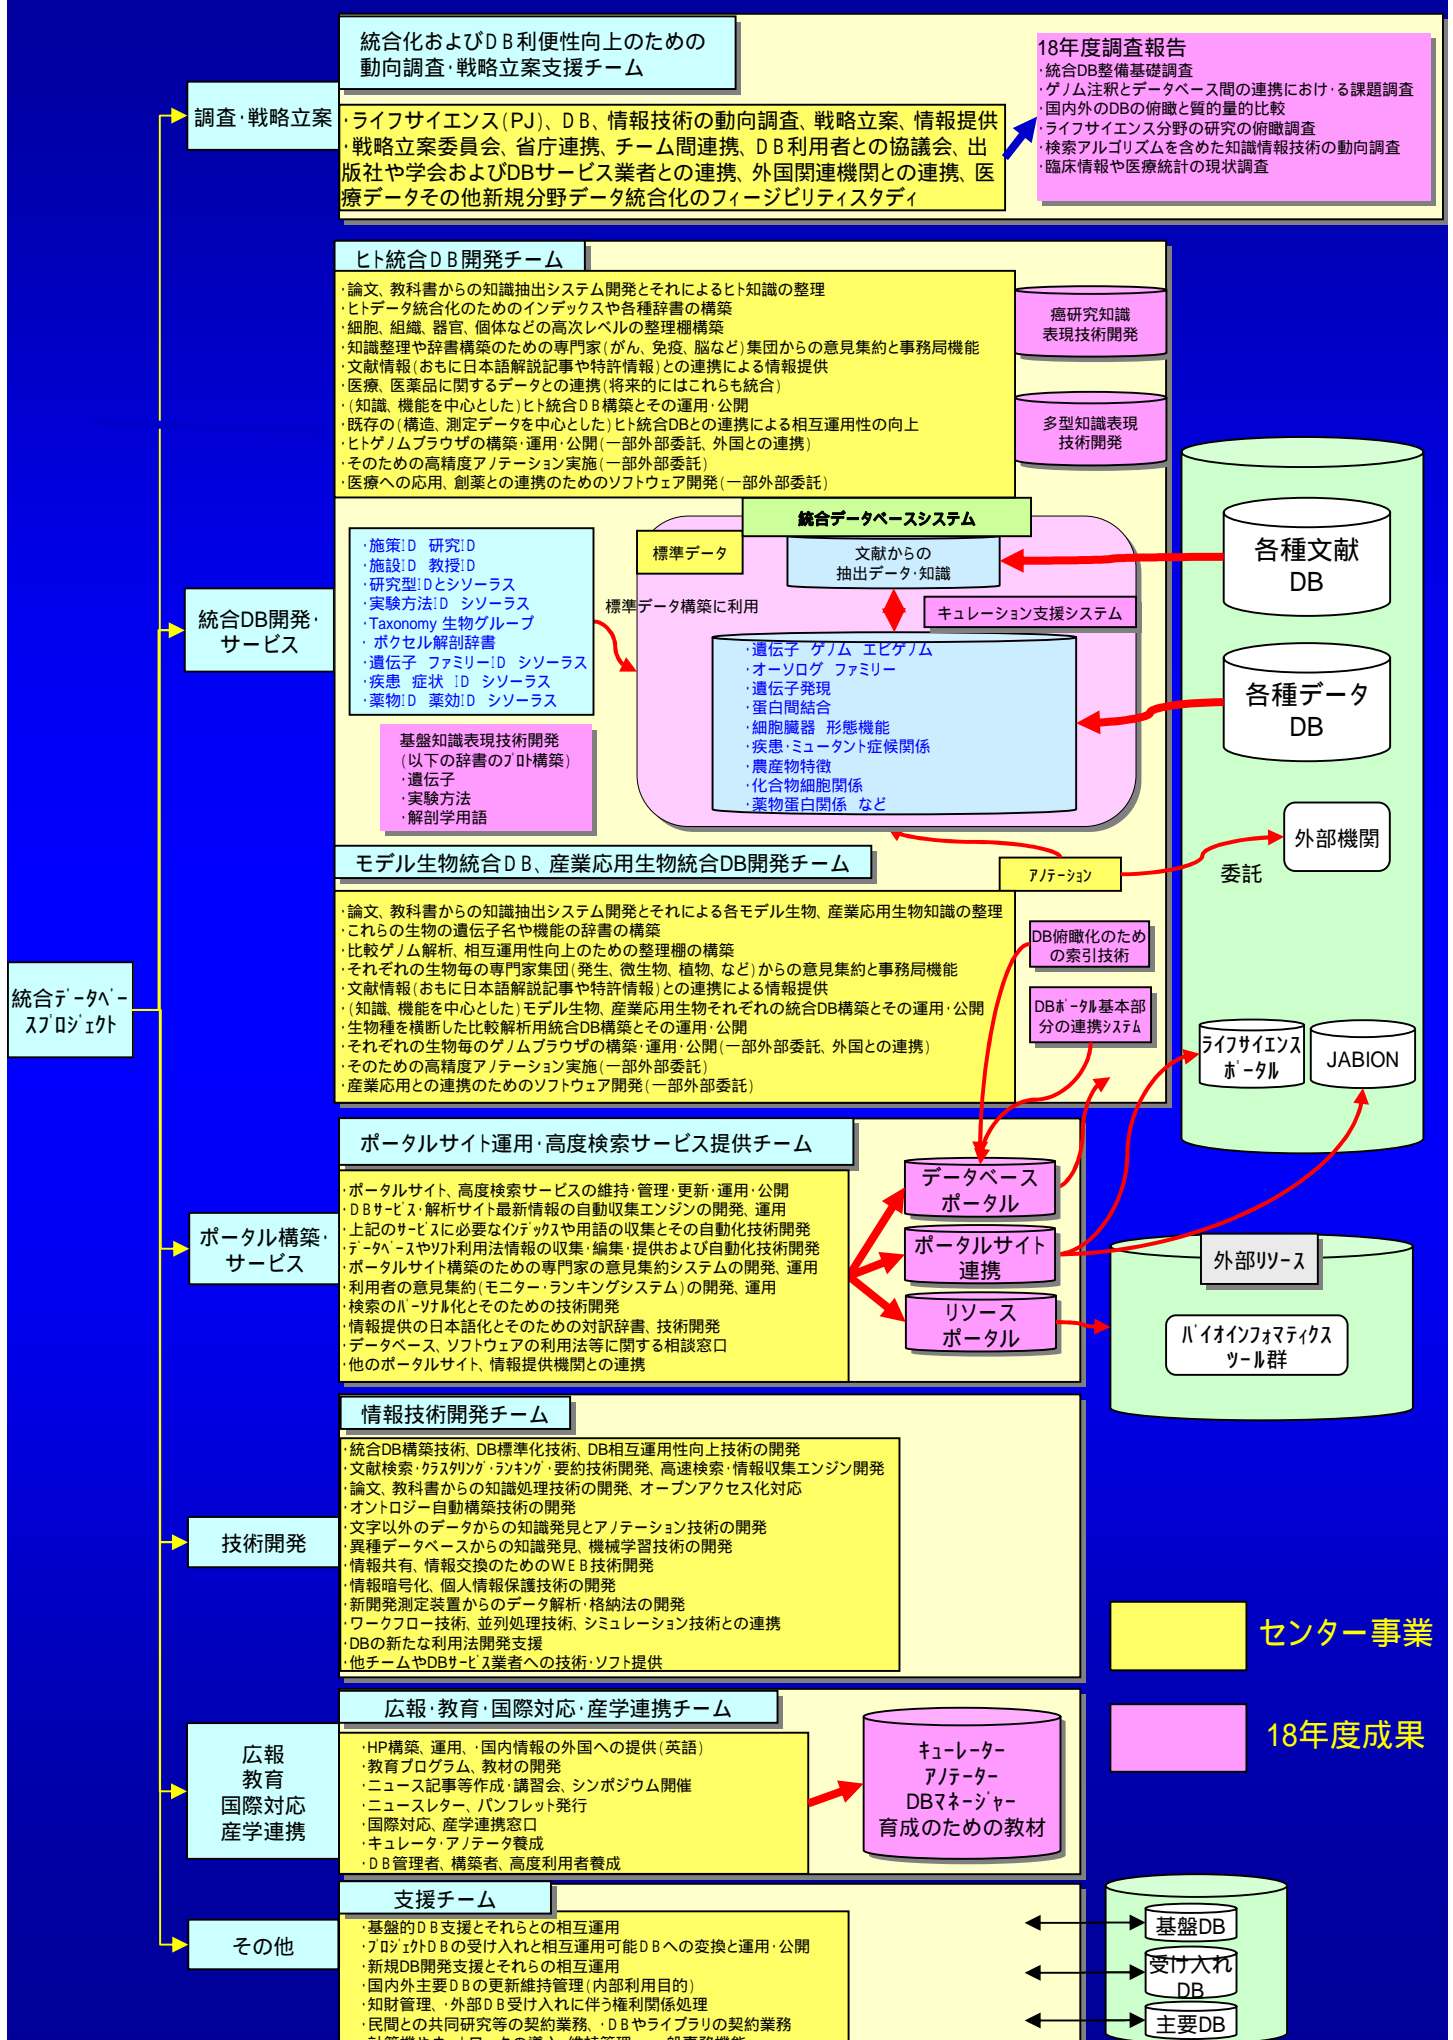 統合化およびDB利便性向上のための
動向調査・戦略立案支援チーム
調査・戦略立案
・ライフサイエンス(PJ)、DB、情報技術の動向調査、戦略立案、情報提供
・戦略立案委員会、省庁連携、チーム間連携、DB利用者との協議会、出
版社や学会およびDBサービス業者との連携、外国関連機関との連携、医
療データその他新規分野データ統合化のフィージビリティスタディ
18年度調査報告
・統合DB整備基礎調査
・ゲノム注釈とデータベース間の連携における課題調査
・国内外のDBの俯瞰と質的量的比較
・ライフサイエンス分野の研究の俯瞰調査
・検索アルゴリズムを含めた知識情報技術の動向調査
・臨床情報や医療統計の現状調査
ヒト統合DB開発チーム
・論文、教科書からの知識抽出システム開発とそれによるヒト知識の整理
・ヒトデータ統合化のためのインデックスや各種辞書の構築
・細胞、組織、器官、個体などの高次レベルの整理棚構築
・知識整理や辞書構築のための専門家(がん、免疫、脳など)集団からの意見集約と事務局機能
・文献情報(おもに日本語解説記事や特許情報)との連携による情報提供
・医療、医薬品に関するデータとの連携(将来的にはこれらも統合)
・(知識、機能を中心とした)ヒト統合DB構築とその運用・公開
・既存の(構造、測定データを中心とした)ヒト統合DBとの連携による相互運用性の向上
・ヒトゲノムブラウザの構築・運用・公開(一部外部委託、外国との連携)
・そのための高精度アノテーション実施(一部外部委託)
・医療への応用、創薬との連携のためのソフトウェア開発(一部外部委託)
癌研究知識
表現技術開発
多型知識表現
技術開発
統合DB開発・
サービス
・施策ID 研究ID
・施設ID 教授ID
・研究型IDとシソーラス
・実験方法ID シソーラス
・Taxonomy 生物グループ
・ボクセル解剖辞書
・遺伝子 ファミリーID シソーラス
・疾患 症状 ID シソーラス
・薬物ID 薬効ID シソーラス
標準データ構築に利用
基盤知識表現技術開発
(以下の辞書のプロト構築)
・遺伝子
・実験方法
・解剖学用語
統合データベースシステム
標準データ
文献からの
抽出データ・知識
キュレーション支援システム
・遺伝子 ゲノム エピゲノム
・オーソログ ファミリー
・遺伝子発現
・蛋白間結合
・細胞臓器 形態機能
・疾患・ミュータント症候関係
・農産物特徴
・化合物細胞関係
・薬物蛋白関係 など
各種文献
DB
各種データ
DB
外部機関
委託
アノテーション
モデル生物統合DB、産業応用生物統合DB開発チーム
・論文、教科書からの知識抽出システム開発とそれによる各モデル生物、産業応用生物知識の整理
・これらの生物の遺伝子名や機能の辞書の構築
・比較ゲノム解析、相互運用性向上のための整理棚の構築
・それぞれの生物毎の専門家集団(発生、微生物、植物、など)からの意見集約と事務局機能
・文献情報(おもに日本語解説記事や特許情報)との連携による情報提供
・(知識、機能を中心とした)モデル生物、産業応用生物それぞれの統合DB構築とその運用・公開
・生物種を横断した比較解析用統合DB構築とその運用・公開
・それぞれの生物毎のゲノムブラウザの構築・運用・公開(一部外部委託、外国との連携)
・そのための高精度アノテーション実施(一部外部委託)
・産業応用との連携のためのソフトウェア開発(一部外部委託)
DB俯瞰化のため
の索引技術
DBポータル基本部
分の連携システム
ライフサイエンス
ポータル
JABION
統合データベー
スプロジェクト
ポータルサイト運用・高度検索サービス提供チーム
ポータル構築・
サービス
・ポータルサイト、高度検索サービスの維持・管理・更新・運用・公開
・DBサービス・解析サイト最新情報の自動収集エンジンの開発、運用
・上記のサービスに必要なインデックスや用語の収集とその自動化技術開発
・データベースやソフト利用法情報の収集・編集・提供および自動化技術開発
・ポータルサイト構築のための専門家の意見集約システムの開発、運用
・利用者の意見集約(モニター・ランキングシステム)の開発、運用
・検索のパーソナル化とそのための技術開発
・情報提供の日本語化とそのための対訳辞書、技術開発
・データベース、ソフトウェアの利用法等に関する相談窓口
・他のポータルサイト、情報提供機関との連携
データベース
ポータル
ポータルサイト
連携
リソース
ポータル
外部リソース
バイオインフォマティクス
ツール群
情報技術開発チーム
技術開発
・統合DB構築技術、DB標準化技術、DB相互運用性向上技術の開発
・文献検索・クラスタリング・ランキング・要約技術開発、高速検索・情報収集エンジン開発
・論文、教科書からの知識処理技術の開発、オープンアクセス化対応
・オントロジー自動構築技術の開発
・文字以外のデータからの知識発見とアノテーション技術の開発
・異種データベースからの知識発見、機械学習技術の開発
・情報共有、情報交換のためのWEB技術開発
・情報暗号化、個人情報保護技術の開発
・新開発測定装置からのデータ解析・格納法の開発
・ワークフロー技術、並列処理技術、シミュレーション技術との連携
・DBの新たな利用法開発支援
・他チームやDBサービス業者への技術・ソフト提供
センター事業
18年度成果
広報・教育・国際対応・産学連携チーム
広報
教育
国際対応
産学連携
・HP構築、運用、・国内情報の外国への提供(英語)
・教育プログラム、教材の開発
・ニュース記事等作成・講習会、シンポジウム開催
・ニュースレター、パンフレット発行
・国際対応、産学連携窓口
・キュレータ・アノテータ養成
・DB管理者、構築者、高度利用者養成
キューレーター
アノテーター
DBマネージャー
育成のための教材
支援チーム
その他
・基盤的DB支援とそれらとの相互運用
・プロジェクトDBの受け入れと相互運用可能DBへの変換と運用・公開
・新規DB開発支援とそれらの相互運用
・国内外主要DBの更新維持管理(内部利用目的)
・知財管理、・外部DB受け入れに伴う権利関係処理
・民間との共同研究等の契約業務、・DBやライブラリの契約業務
基盤DB
受け入れ
DB
主要DB